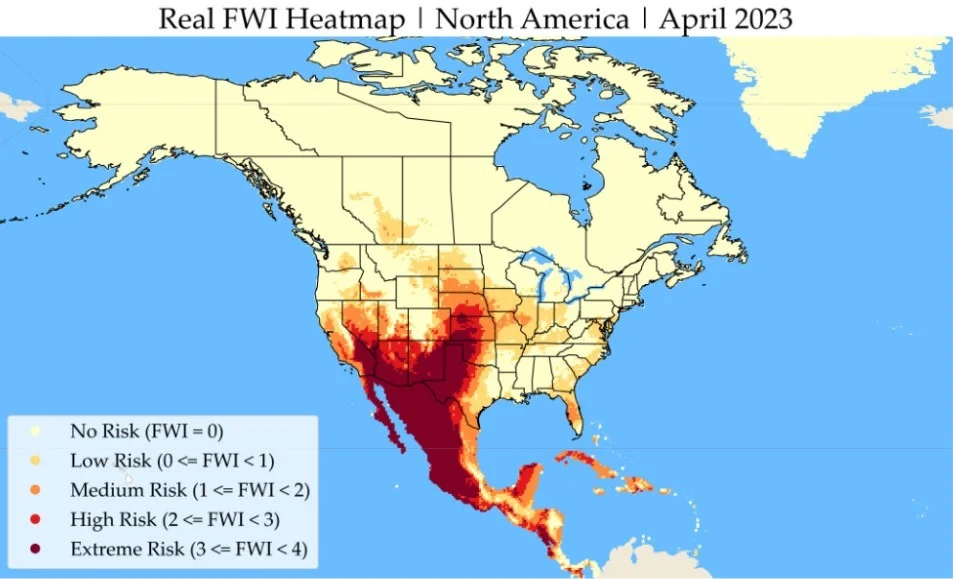 Real FWI Heatmap | North America | April 2023
No Risk (FWI = 0)
Low Risk (0 <= FWI < 1)
Medium Risk (1 <= FWI < 2)
High Risk (2 <= FWI < 3)
Extreme Risk (3 <= FWI < 4)